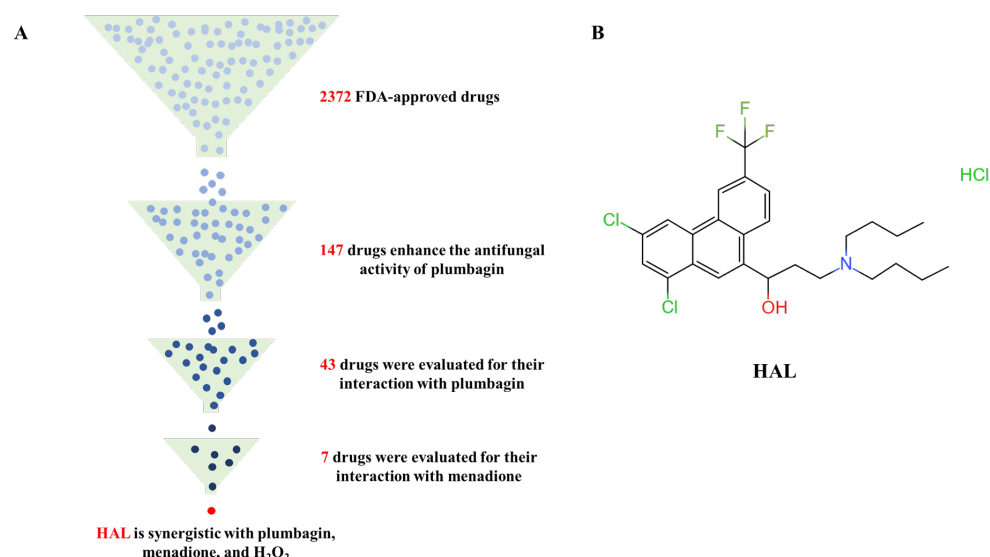 A
2372 FDA-approved drugs
147 drugs enhance the antifungal
activity of plumbagin
43 drugs were evaluated for their
interaction with plumbagin
7 drugs were evaluated for their
interaction with menadione
HAL is synergistic with plumbagin,
menadione, and H₂O₂
B
F
F
F
HCl
Cl
N
Cl
OH
HAL